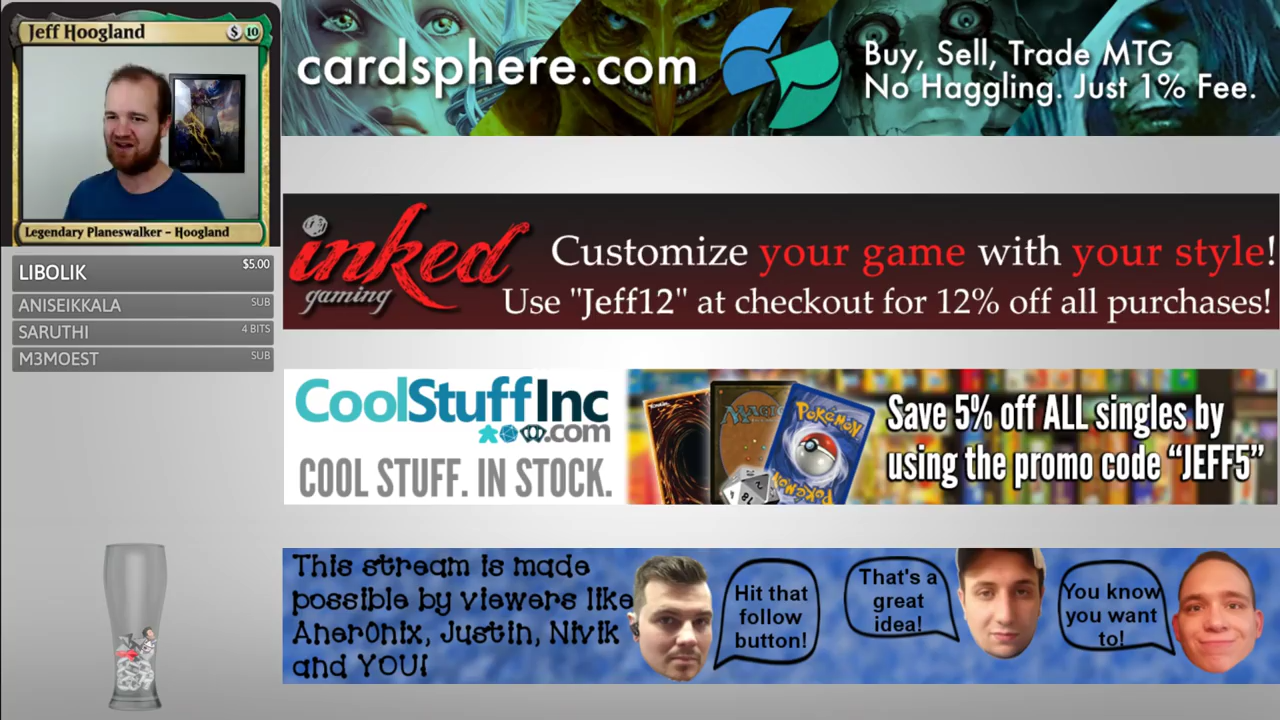 Jeff Hoogland
$ 10
Legendary Planeswalker – Hoogland
LIBOLIK $5.00
ANISEIKKALA SUB
SARUTHI 4 BITS
M3MOEST SUB
cardsphere.com
Buy, Sell, Trade MTG
No Haggling. Just 1% Fee.
inked
gaming
Customize your game with your style!
Use "Jeff12" at checkout for 12% off all purchases!
CoolStuffInc
.com
COOL STUFF. IN STOCK.
MAGIC
POKéMON
POKéMON
18
Save 5% off ALL singles by
using the promo code “JEFF5”
This stream is made
possible by viewers like
Aner0nix, Justin, Nivik
and YOU!
Hit that
follow
button!
That's a
great
idea!
You know
you want
to!